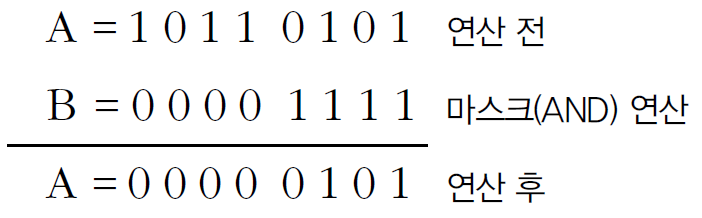 A = 1 0 1 1 0 1 0 1 연산 전
B = 0 0 0 0 1 1 1 1 마스크(AND) 연산
A = 0 0 0 0 0 1 0 1 연산 후